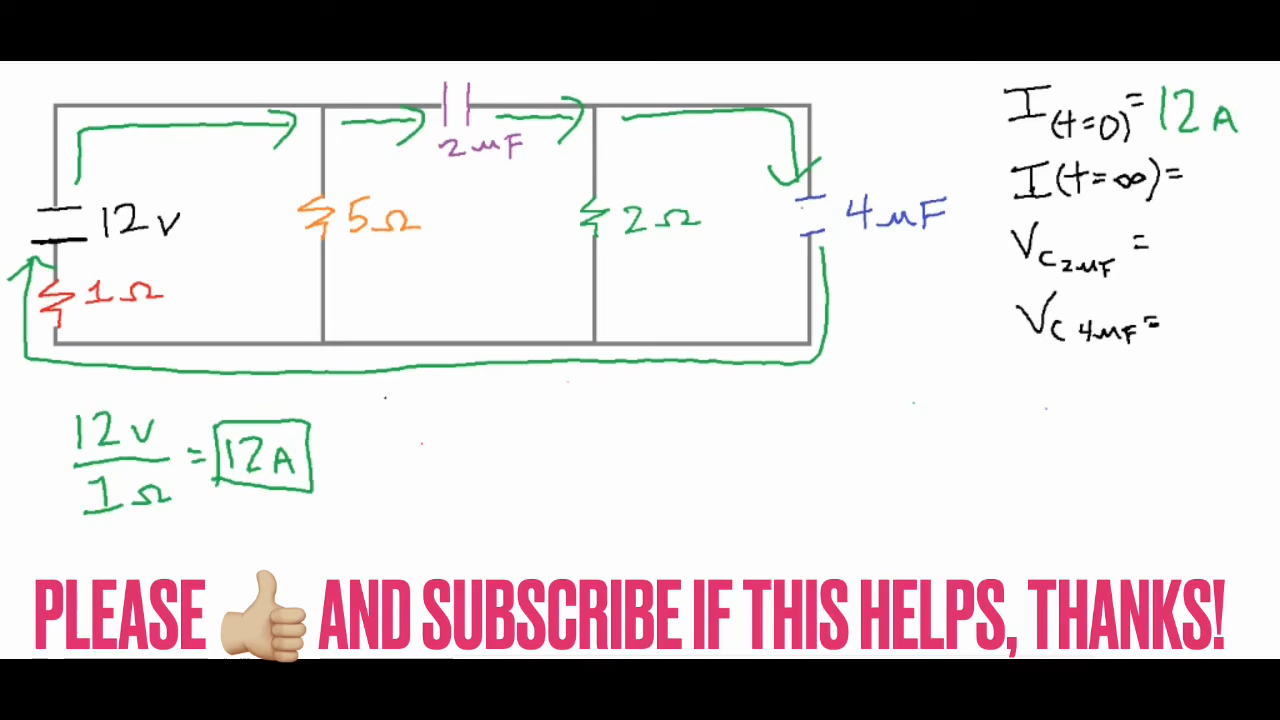 2μF
12v
5Ω
2Ω
4μF
1Ω
I(t=0)=12A
I(t=∞)=
Vc2μF=
Vc4μF=
12v
1Ω
=12A
PLEASE 👍🏼 AND SUBSCRIBE IF THIS HELPS, THANKS!